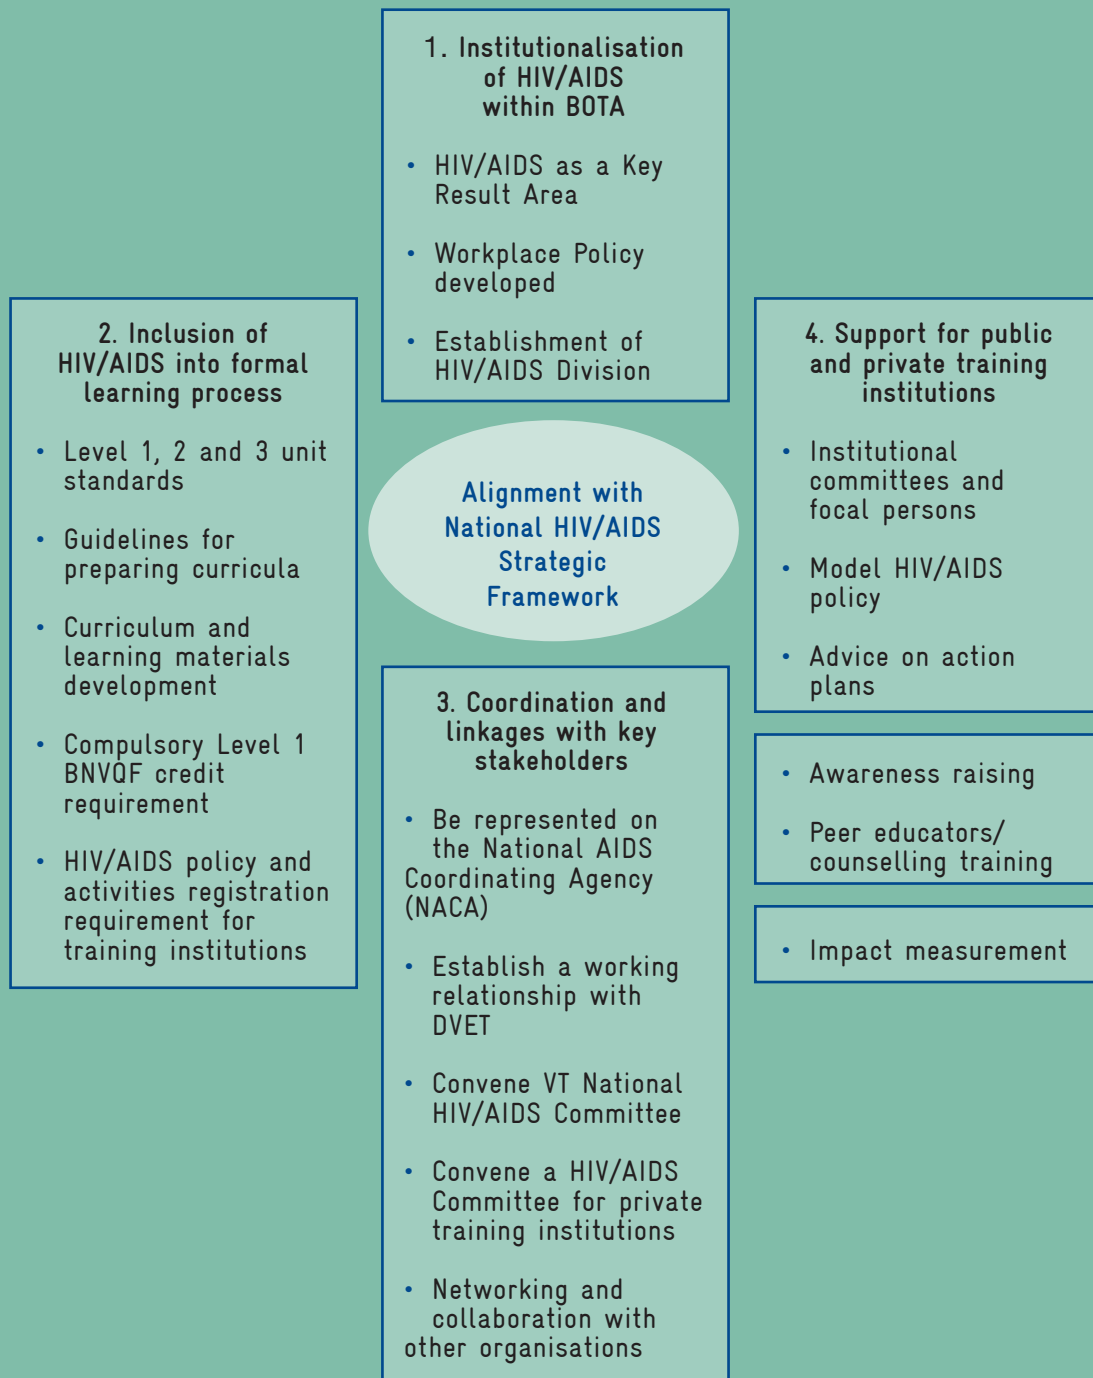 1. Institutionalisation
of HIV/AIDS
within BOTA
• HIV/AIDS as a Key
Result Area
• Workplace Policy
developed
• Establishment of
HIV/AIDS Division
2. Inclusion of
HIV/AIDS into formal
learning process
• Level 1, 2 and 3 unit
standards
• Guidelines for
preparing curricula
• Curriculum and
learning materials
development
• Compulsory Level 1
BNVQF credit
requirement
• HIV/AIDS policy and
activities registration
requirement for
training institutions
Alignment with
National HIV/AIDS
Strategic
Framework
3. Coordination and
linkages with key
stakeholders
• Be represented on
the National AIDS
Coordinating Agency
(NACA)
• Establish a working
relationship with
DVET
• Convene VT National
HIV/AIDS Committee
• Convene a HIV/AIDS
Committee for private
training institutions
• Networking and
collaboration with
other organisations
4. Support for public
and private training
institutions
• Institutional
committees and
focal persons
• Model HIV/AIDS
policy
• Advice on action
plans
• Awareness raising
• Peer educators/
counselling training
• Impact measurement